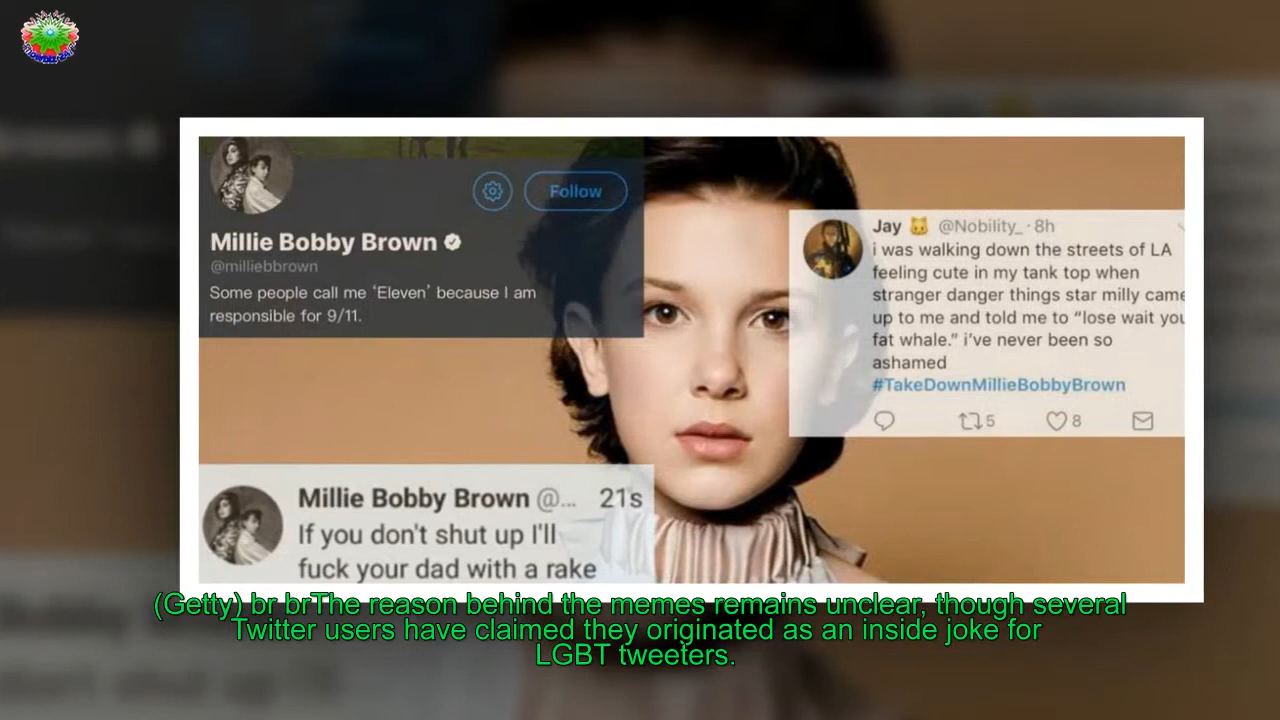 Millie Bobby Brown
@milliebbrown
Some people call me ‘Eleven’ because I am
responsible for 9/11.
Follow
Jay 🐱 @Nobility_ · 8h
i was walking down the streets of LA
feeling cute in my tank top when
stranger danger things star milly came
up to me and told me to “lose wait you
fat whale.” i’ve never been so
ashamed
#TakeDownMillieBobbyBrown
5 8
Millie Bobby Brown @... 21s
If you don't shut up I'll
fuck your dad with a rake
(Getty) br brThe reason behind the memes remains unclear, though several
Twitter users have claimed they originated as an inside joke for
LGBT tweeters.